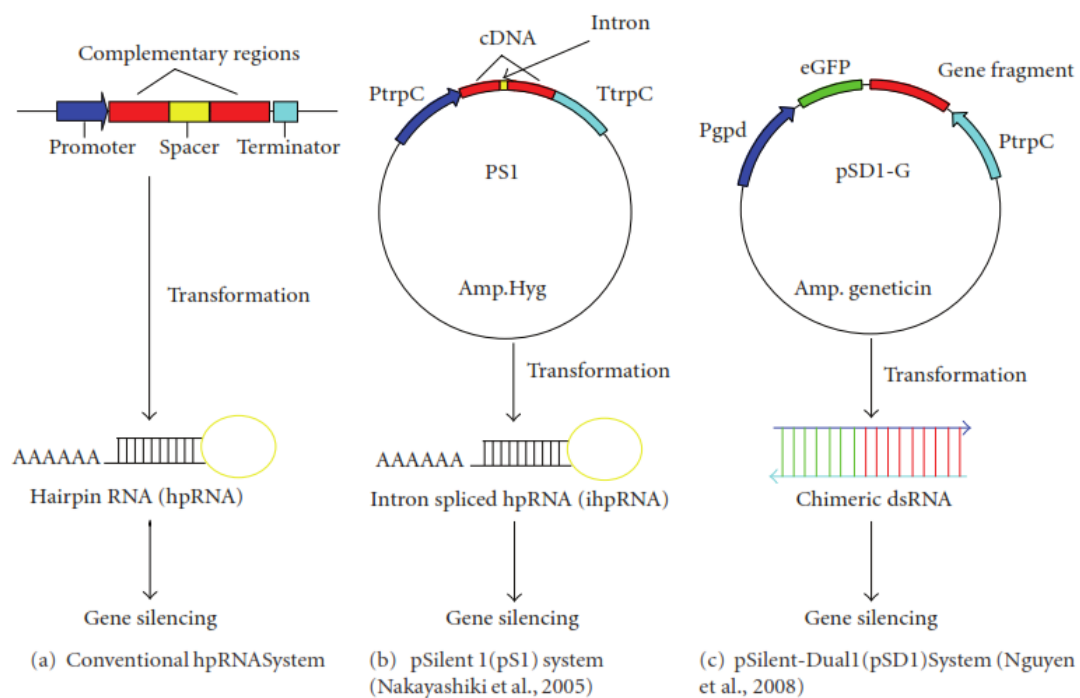 Complementary regions
Promoter Spacer Terminator
Transformation
AAAAAA
Hairpin RNA (hpRNA)
Gene silencing
(a) Conventional hpRNASystem
Intron
cDNA
PtrpC
TtrpC
PS1
Amp.Hyg
Transformation
AAAAAA
Intron spliced hpRNA (ihpRNA)
Gene silencing
(b) pSilent 1(pS1) system
(Nakayashiki et al., 2005)
eGFP
Gene fragment
Pgpd
PtrpC
pSD1-G
Amp. geneticin
Transformation
Chimeric dsRNA
Gene silencing
(c) pSilent-Dual1(pSD1)System (Nguyen
et al., 2008)